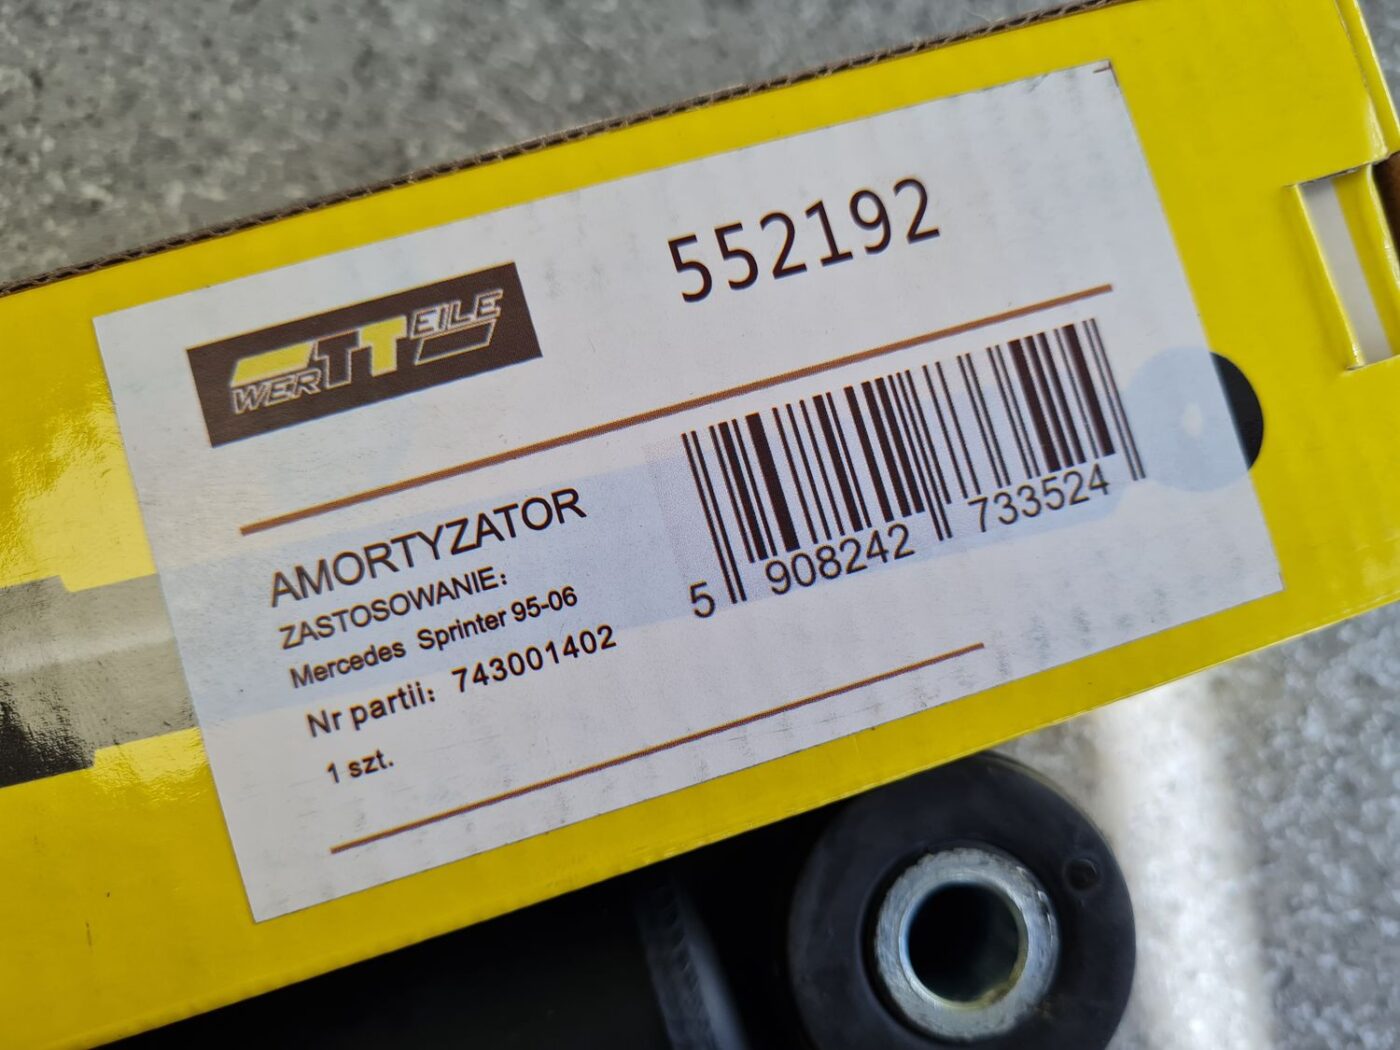 552192
WERTTEILE
AMORTYZATOR
ZASTOSOWANIE:
Mercedes Sprinter 95-06
Nr partii: 743001402
1 szt.
5 908242 733524